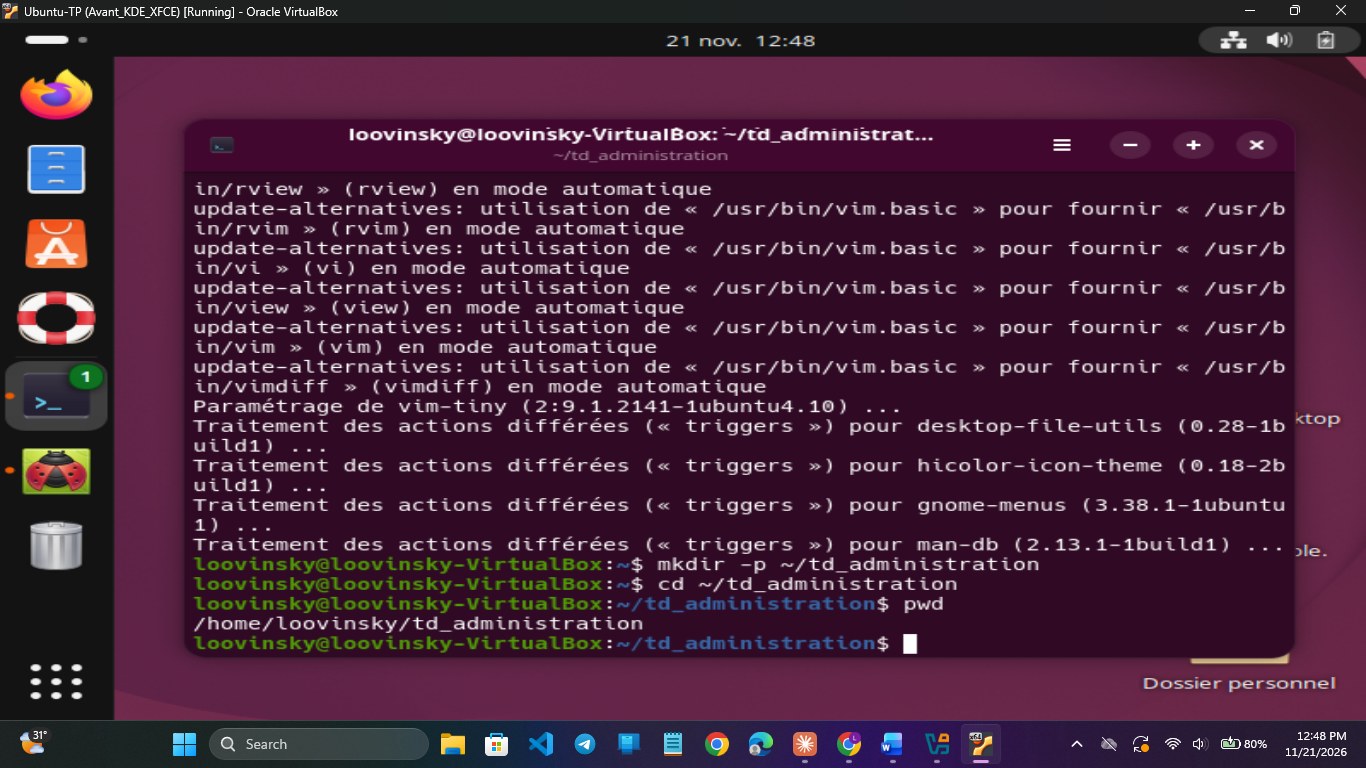 Ubuntu-TP (Avant_KDE_XFCE) [Running] - Oracle VirtualBox
21 nov. 12:48
loovinsky@loovinsky-VirtualBox: ~/td_administrat...
~/td_administration
in/rview » (rview) en mode automatique
update-alternatives: utilisation de « /usr/bin/vim.basic » pour fournir « /usr/b
in/rvim » (rvim) en mode automatique
update-alternatives: utilisation de « /usr/bin/vim.basic » pour fournir « /usr/b
in/vi » (vi) en mode automatique
update-alternatives: utilisation de « /usr/bin/vim.basic » pour fournir « /usr/b
in/view » (view) en mode automatique
update-alternatives: utilisation de « /usr/bin/vim.basic » pour fournir « /usr/b
in/vim » (vim) en mode automatique
update-alternatives: utilisation de « /usr/bin/vim.basic » pour fournir « /usr/b
in/vimdiff » (vimdiff) en mode automatique
Paramétrage de vim-tiny (2:9.1.2141-1ubuntu4.10) ...
Traitement des actions différées (« triggers ») pour desktop-file-utils (0.28-1b
uild1) ...
Traitement des actions différées (« triggers ») pour hicolor-icon-theme (0.18-2b
uild1) ...
Traitement des actions différées (« triggers ») pour gnome-menus (3.38.1-1ubuntu
1) ...
Traitement des actions différées (« triggers ») pour man-db (2.13.1-1build1) ...
loovinsky@loovinsky-VirtualBox:~$ mkdir -p ~/td_administration
loovinsky@loovinsky-VirtualBox:~$ cd ~/td_administration
loovinsky@loovinsky-VirtualBox:~/td_administration$ pwd
/home/loovinsky/td_administration
loovinsky@loovinsky-VirtualBox:~/td_administration$
1
ktop
le.
Dossier personnel
31°
Search
80%
12:48 PM
11/21/2026